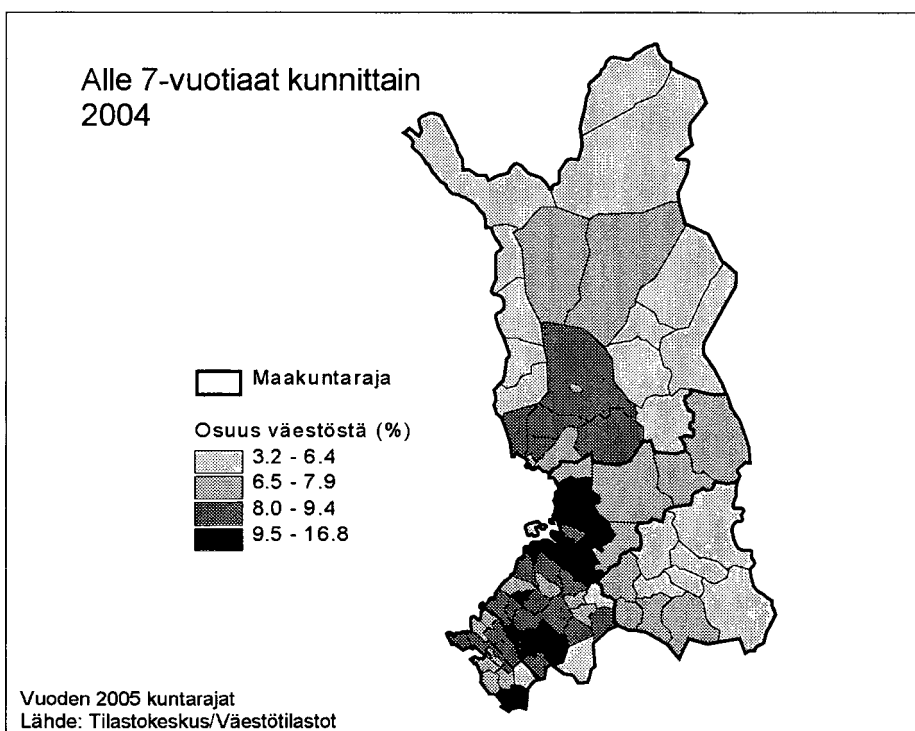 Alle 7-vuotiaat kunnittain
2004
Maakuntaraja
Osuus väestöstä (%)
3.2 - 6.4
6.5 - 7.9
8.0 - 9.4
9.5 - 16.8
Vuoden 2005 kuntarajat
Lähde: Tilastokeskus/Väestötilastot